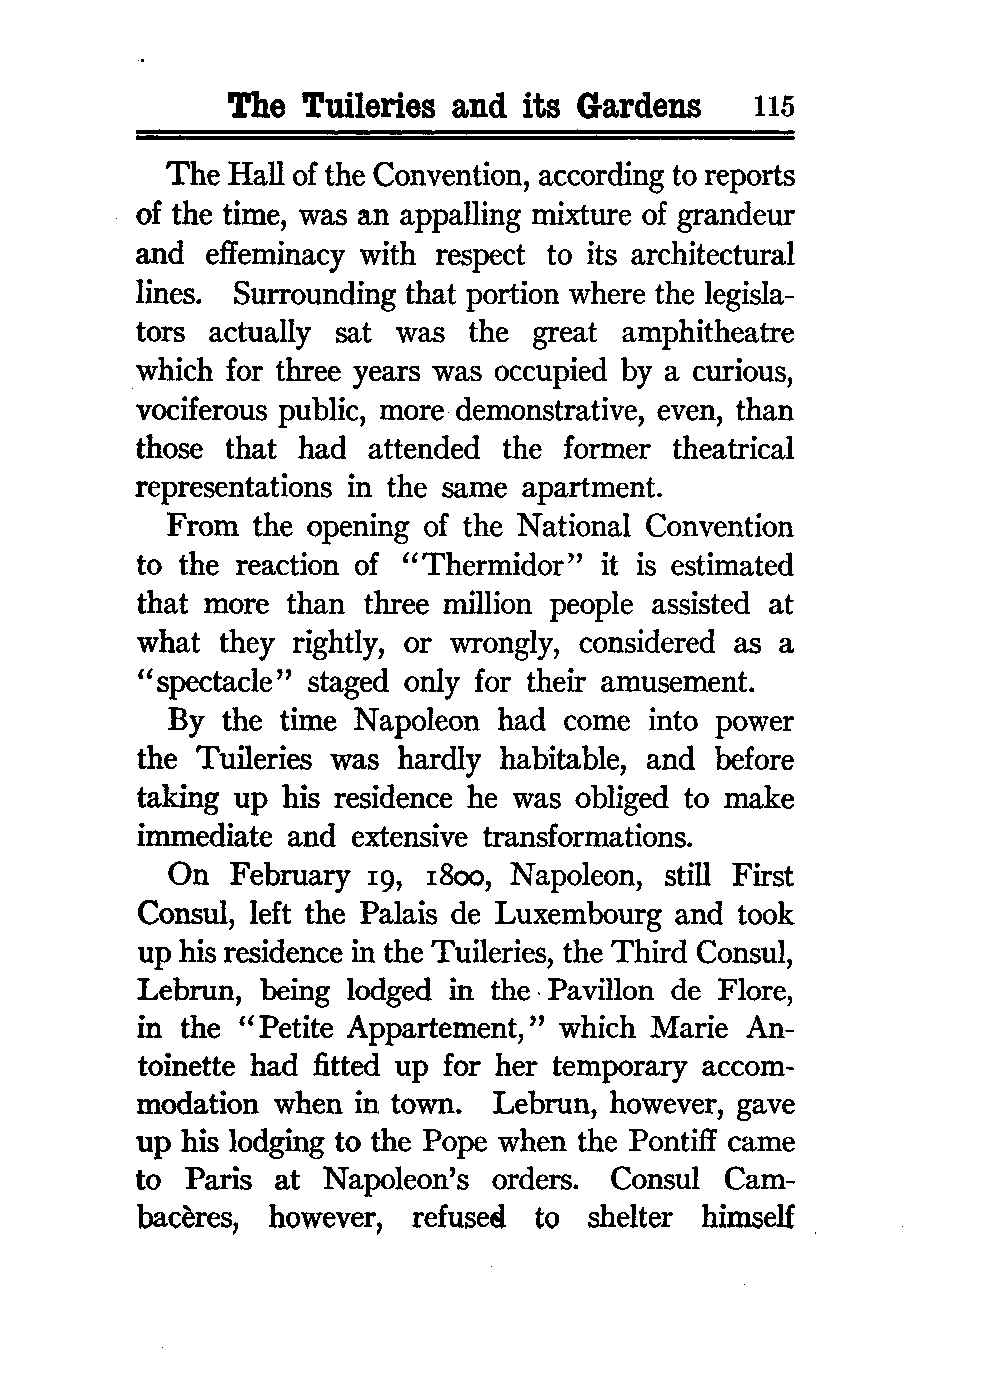 The Tuileries and its Gardens 115
The Hall of the Convention, according to reports
of the time, was an appalling mixture of grandeur
and effeminacy with respect to its architectural
lines. Surrounding that portion where the legisla-
tors actually sat was the great amphitheatre
which for three years was occupied by a curious,
vociferous public, more demonstrative, even, than
those that had attended the former theatrical
representations in the same apartment.
From the opening of the National Convention
to the reaction of "Thermidor" it is estimated
that more than three million people assisted at
what they rightly, or wrongly, considered as a
"spectacle" staged only for their amusement.
By the time Napoleon had come into power
the Tuileries was hardly habitable, and before
taking up his residence he was obliged to make
immediate and extensive transformations.
On February 19, 1800, Napoleon, still First
Consul, left the Palais de Luxembourg and took
up his residence in the Tuileries, the Third Consul,
Lebrun, being lodged in the Pavillon de Flore,
in the "Petite Appartement," which Marie An-
toinette had fitted up for her temporary accom-
modation when in town. Lebrun, however, gave
up his lodging to the Pope when the Pontiff came
to Paris at Napoleon's orders. Consul Cam-
bacères, however, refused to shelter himself